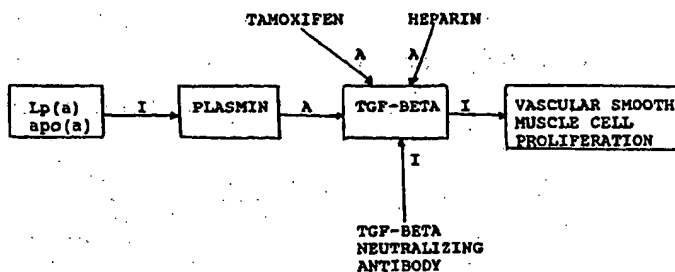 TAMOXIFEN HEPARIN
A A
Lp(a)
apo(a)
I
PLASMIN
A
TGF-BETA
I
VASCULAR SMOOTH
MUSCLE CELL
PROLIFERATION
I
TGF-BETA
NEUTRALIZING
ANTIBODY